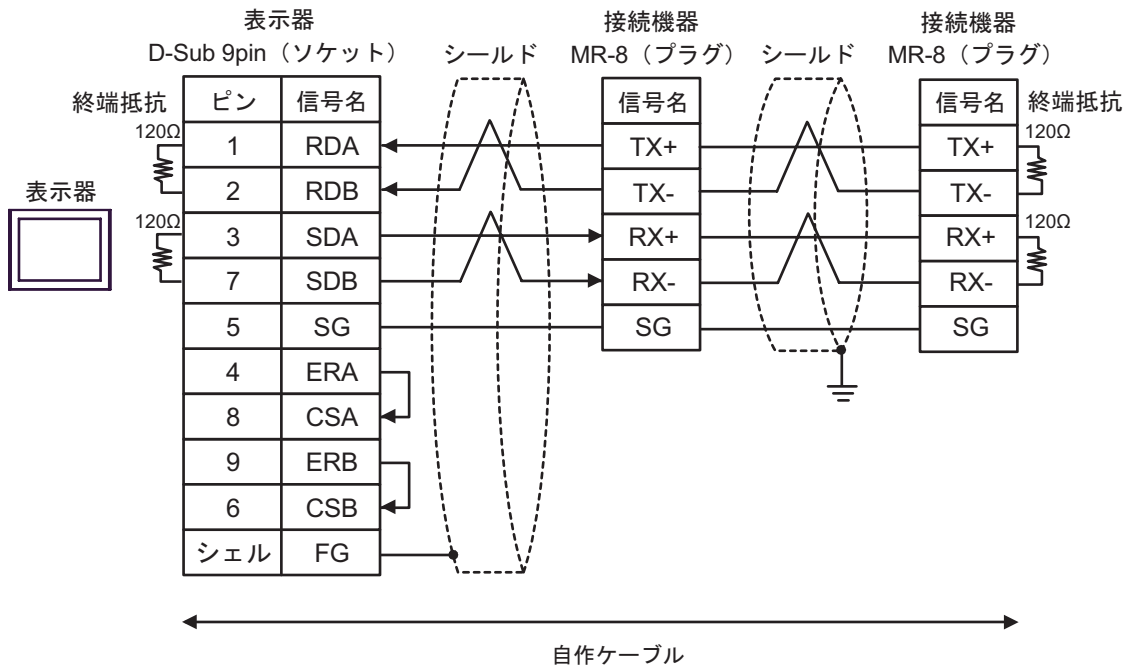 表示器
D-Sub 9pin（ソケット）
シールド
接続機器
MR-8（プラグ）
シールド
接続機器
MR-8（プラグ）
終端抵抗
ピン 信号名
信号名
信号名
終端抵抗
120Ω
1 RDA
TX+
TX+
120Ω
2 RDB
TX-
TX-
表示器
120Ω
3 SDA
RX+
RX+
120Ω
7 SDB
RX-
RX-
5 SG
SG
SG
4 ERA
8 CSA
9 ERB
6 CSB
シェル FG
自作ケーブル